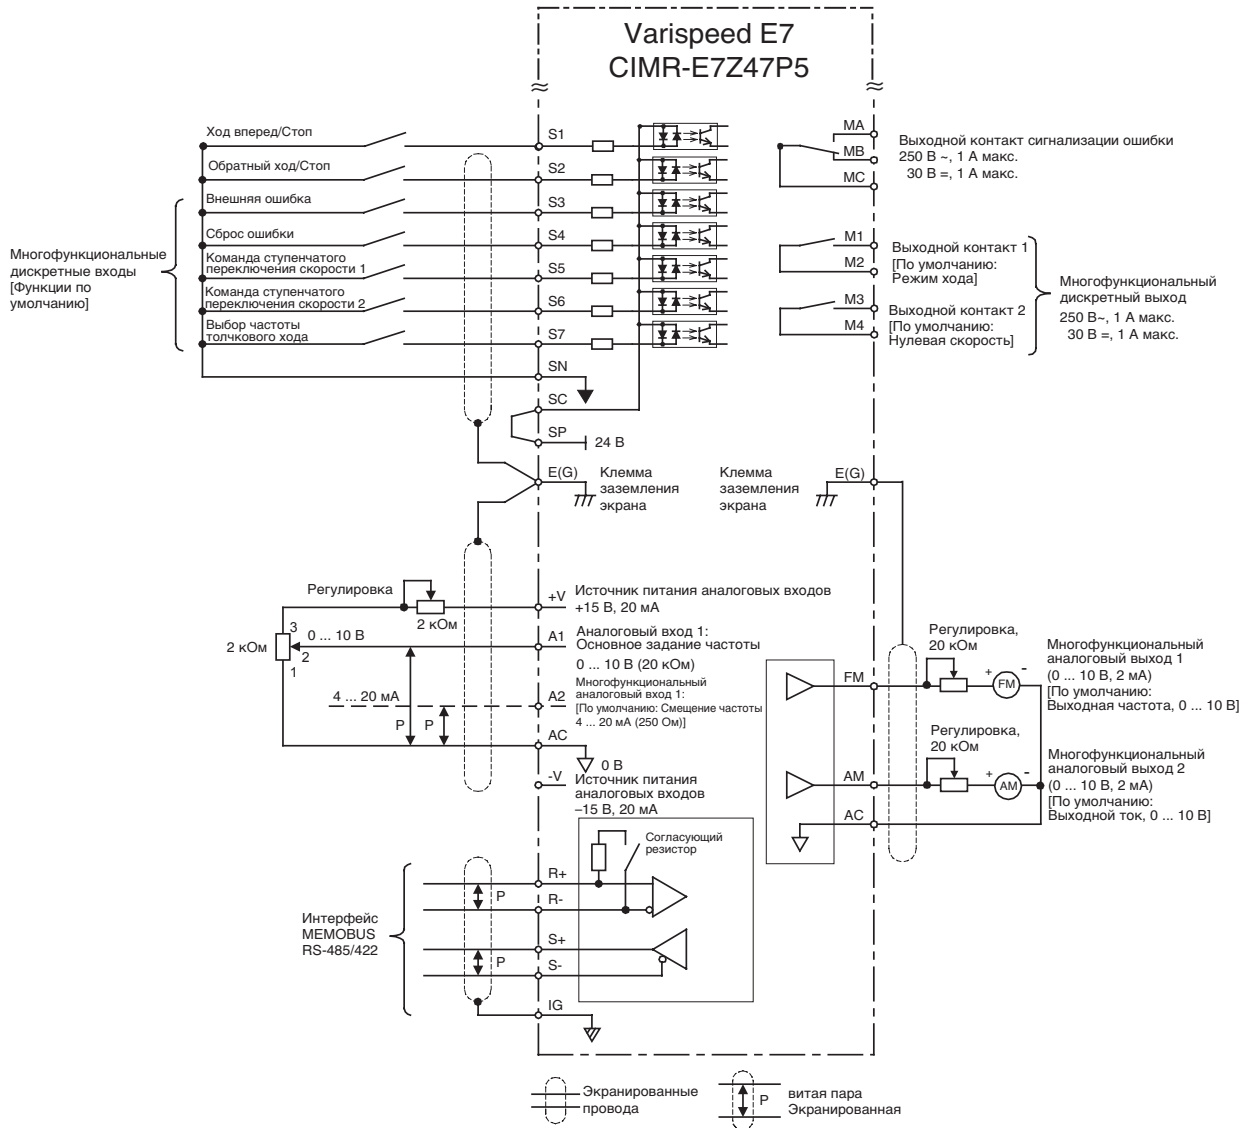 Varispeed E7
CIMR-E7Z47P5
Ход вперед/Стоп
S1
Обратный ход/Стоп
S2
Внешняя ошибка
S3
Сброс ошибки
S4
Команда ступенчатого
переключения скорости 1
S5
Команда ступенчатого
переключения скорости 2
S6
Выбор частоты
толчкового хода
S7
Многофункциональные
дискретные входы
[Функции по
умолчанию]
SN
SC
SP
24 В
E(G)
Клемма
заземления
экрана
MA
MB
MC
Выходной контакт сигнализации ошибки
250 В ~, 1 А макс.
30 В =, 1 А макс.
M1
M2
Выходной контакт 1
[По умолчанию:
Режим хода]
M3
M4
Выходной контакт 2
[По умолчанию:
Нулевая скорость]
Многофункциональный
дискретный выход
250 В~, 1 А макс.
30 В =, 1 А макс.
Клемма
заземления
экрана
E(G)
Регулировка
2 кОм
+V
Источник питания аналоговых входов
+15 В, 20 мА
2 кОм
3
2
1
0 ... 10 В
A1
Аналоговый вход 1:
Основное задание частоты
0 ... 10 В (20 кОм)
4 ... 20 мА
P
P
A2
Многофункциональный
аналоговый вход 1:
[По умолчанию: Смещение частоты
4 ... 20 мА (250 Ом)]
AC
0 В
-V
Источник питания
аналоговых входов
–15 В, 20 мА
FM
Регулировка,
20 кОм
+
FM
-
Многофункциональный
аналоговый выход 1
(0 ... 10 В, 2 мА)
[По умолчанию:
Выходная частота, 0 ... 10 В]
AM
Регулировка,
20 кОм
+
AM
-
Многофункциональный
аналоговый выход 2
(0 ... 10 В, 2 мА)
[По умолчанию:
Выходной ток, 0 ... 10 В]
AC
Согласующий
резистор
Интерфейс
MEMOBUS
RS-485/422
P
R+
R-
P
S+
S-
IG
Экранированные
провода
P
витая пара
Экранированная